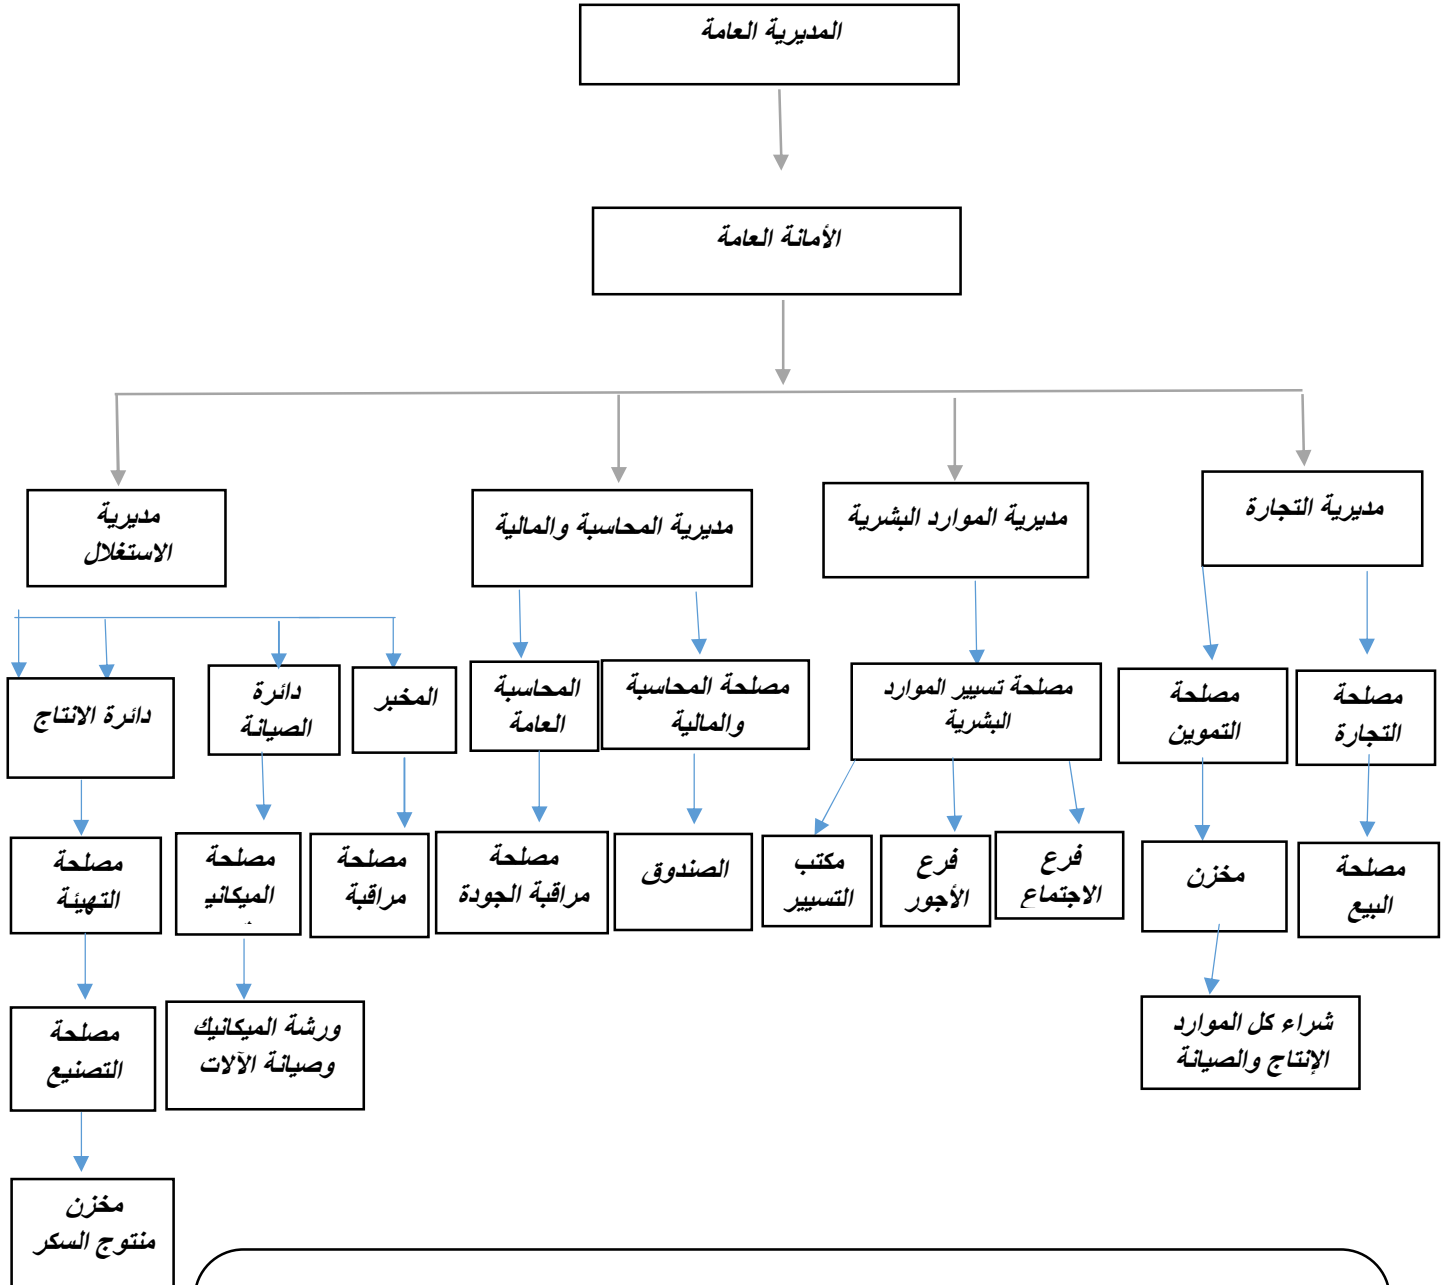 المديرية العامة
الأمانة العامة
مديرية التجارة
مديرية الموارد البشرية
مديرية المحاسبة والمالية
مديرية
الاستغلال
مصلحة
التجارة
مصلحة
التموين
مصلحة تسيير الموارد
البشرية
مصلحة المحاسبة
والمالية
المحاسبة
العامة
المخبر
دائرة
الصيانة
دائرة الانتاج
مصلحة
البيع
مخزن
فرع
الاجتماع
فرع
الأجور
مكتب
التسيير
الصندوق
مصلحة
مراقبة الجودة
مصلحة
مراقبة
مصلحة
الميكاني
مصلحة
التهيئة
شراء كل الموارد
الإنتاج والصيانة
ورشة الميكانيك
وصيانة الآلات
مصلحة
التصنيع
مخزن
منتوج السكر